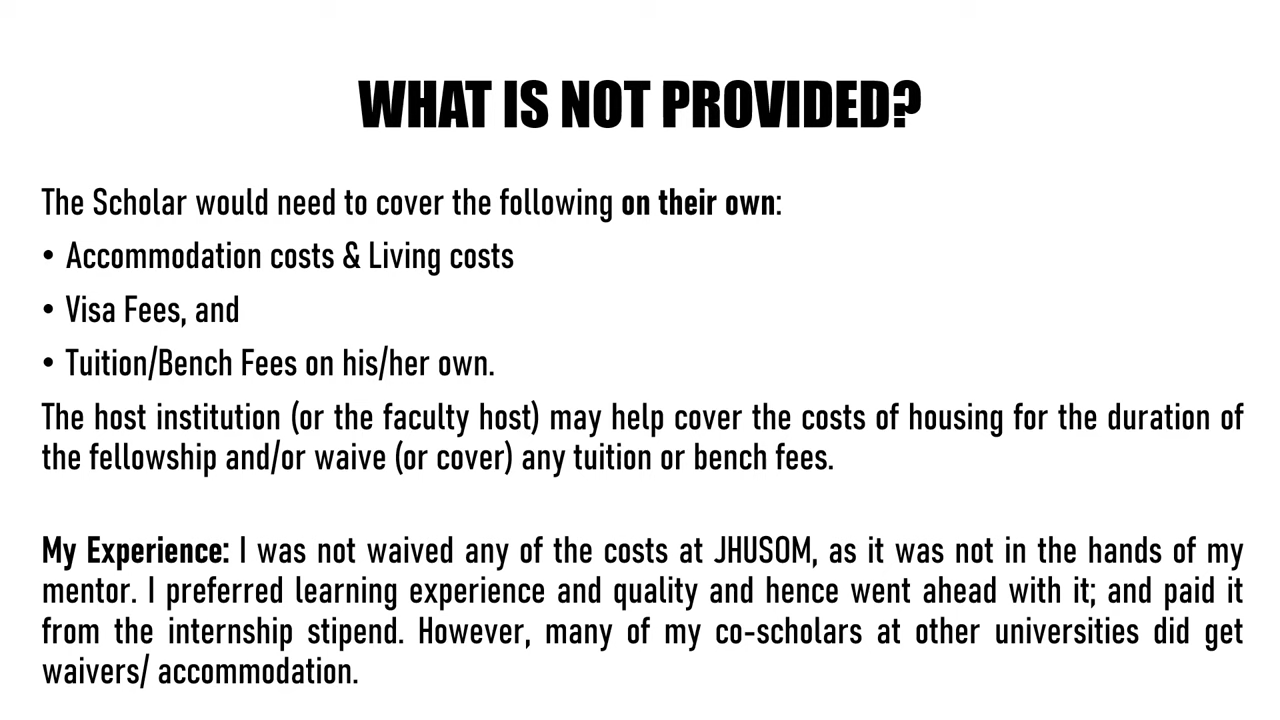 WHAT IS NOT PROVIDED?
The Scholar would need to cover the following on their own:
• Accommodation costs & Living costs
• Visa Fees, and
• Tuition/Bench Fees on his/her own.
The host institution (or the faculty host) may help cover the costs of housing for the duration of
the fellowship and/or waive (or cover) any tuition or bench fees.
My Experience: I was not waived any of the costs at JHUSOM, as it was not in the hands of my
mentor. I preferred learning experience and quality and hence went ahead with it; and paid it
from the internship stipend. However, many of my co-scholars at other universities did get
waivers/ accommodation.